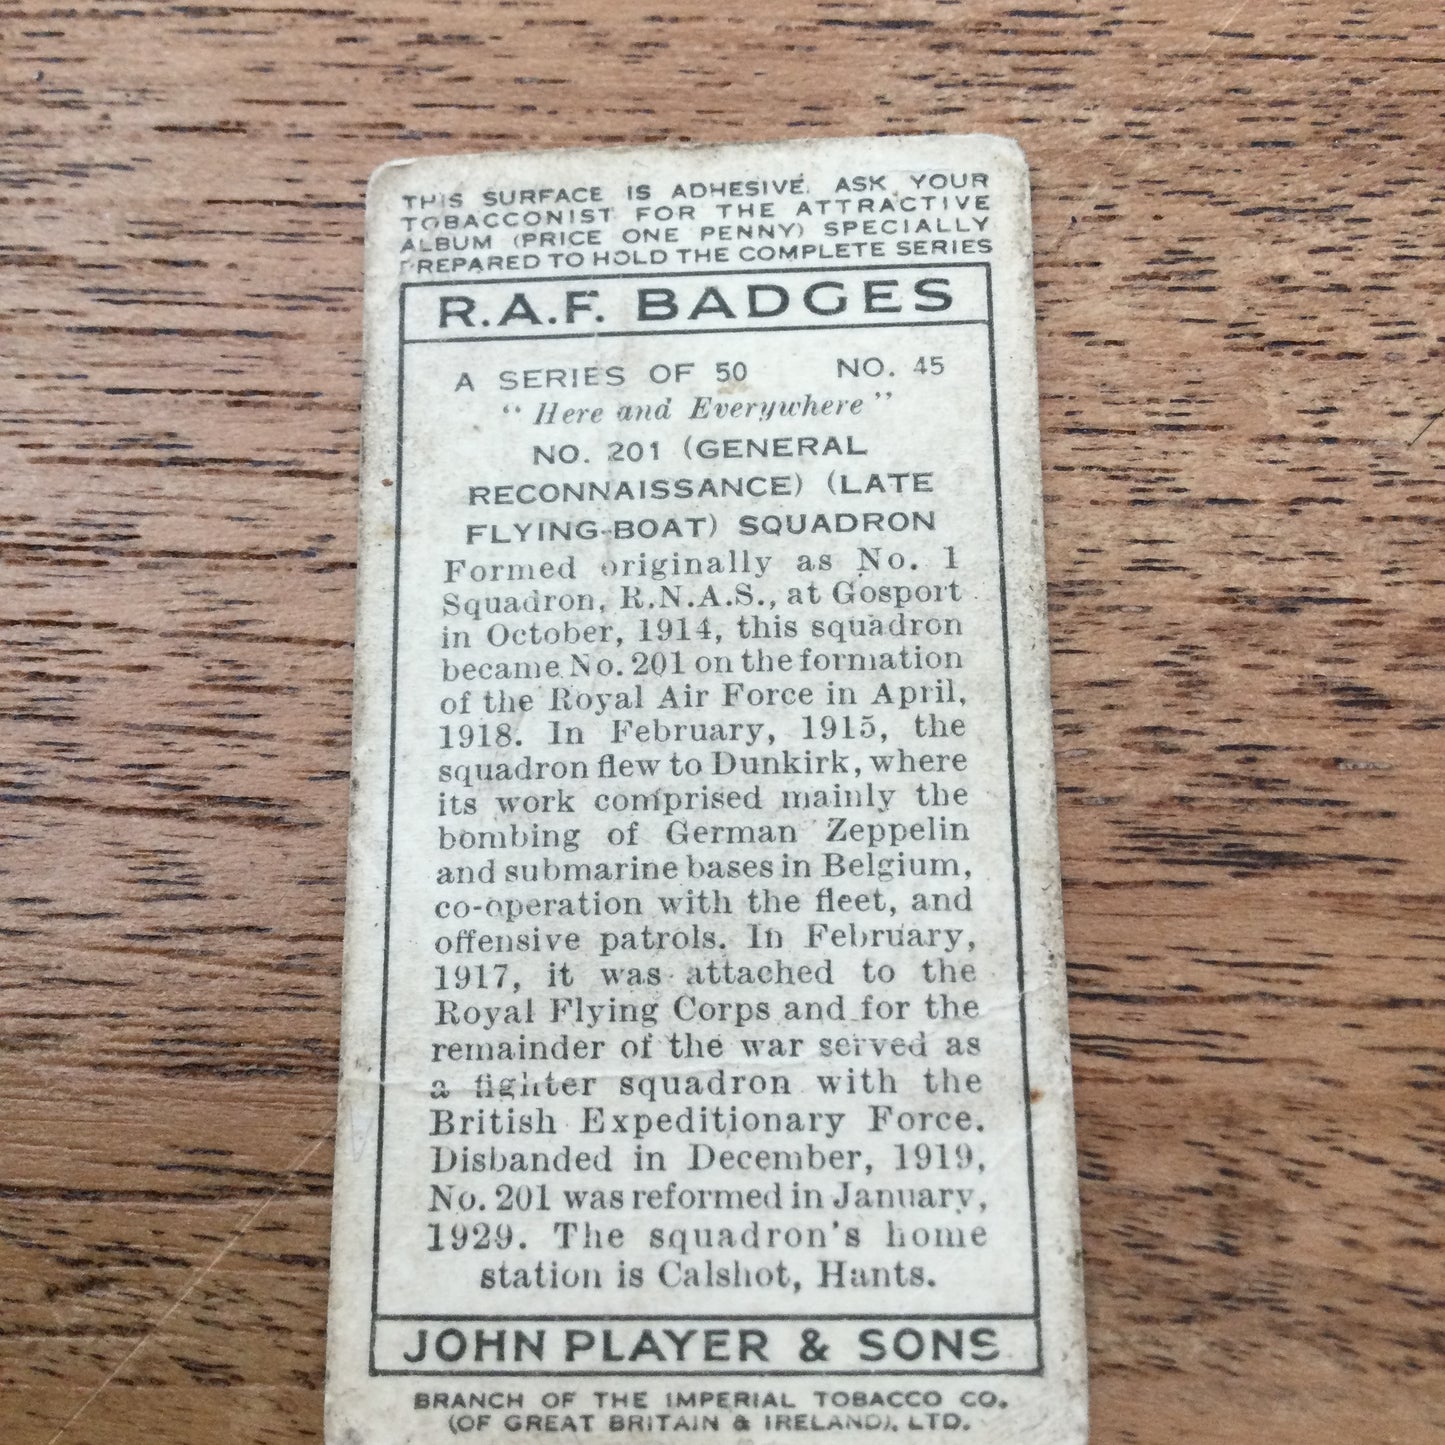 THIS SURFACE IS ADHESIVE. ASK YOUR
TOBACCONIST FOR THE ATTRACTIVE
ALBUM (PRICE ONE PENNY) SPECIALLY
PREPARED TO HOLD THE COMPLETE SERIES
R.A.F. BADGES
A SERIES OF 50 NO. 45
"Here and Everywhere"
NO. 201 (GENERAL
RECONNAISSANCE) (LATE
FLYING-BOAT) SQUADRON
Formed originally as No. 1
Squadron, R.N.A.S., at Gosport
in October, 1914, this squadron
became No. 201 on the formation
of the Royal Air Force in April,
1918. In February, 1915, the
squadron flew to Dunkirk, where
its work comprised mainly the
bombing of German Zeppelin
and submarine bases in Belgium,
co-operation with the fleet, and
offensive patrols. In February,
1917, it was attached to the
Royal Flying Corps and for the
remainder of the war served as
a fighter squadron with the
British Expeditionary Force.
Disbanded in December, 1919,
No. 201 was reformed in January,
1929. The squadron's home
station is Calshot, Hants.
JOHN PLAYER & SONS
BRANCH OF THE IMPERIAL TOBACCO CO.
(OF GREAT BRITAIN & IRELAND), LTD.